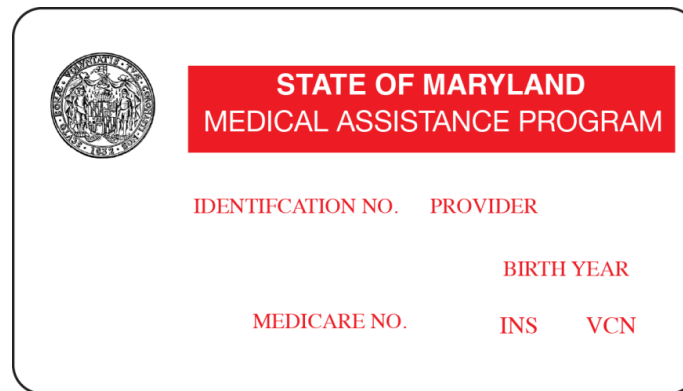 STATE OF MARYLAND
MEDICAL ASSISTANCE PROGRAM
IDENTIFCATION NO. PROVIDER
BIRTH YEAR
MEDICARE NO. INS VCN